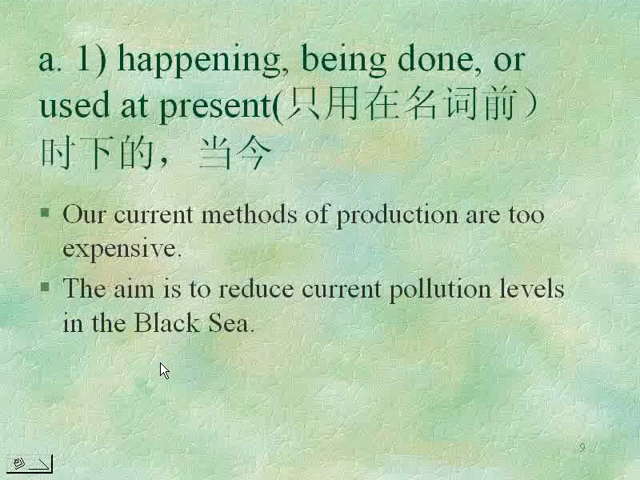 a. 1) happening, being done, or
used at present(只用在名词前）
时下的，当今
Our current methods of production are too
expensive.
The aim is to reduce current pollution levels
in the Black Sea.
9